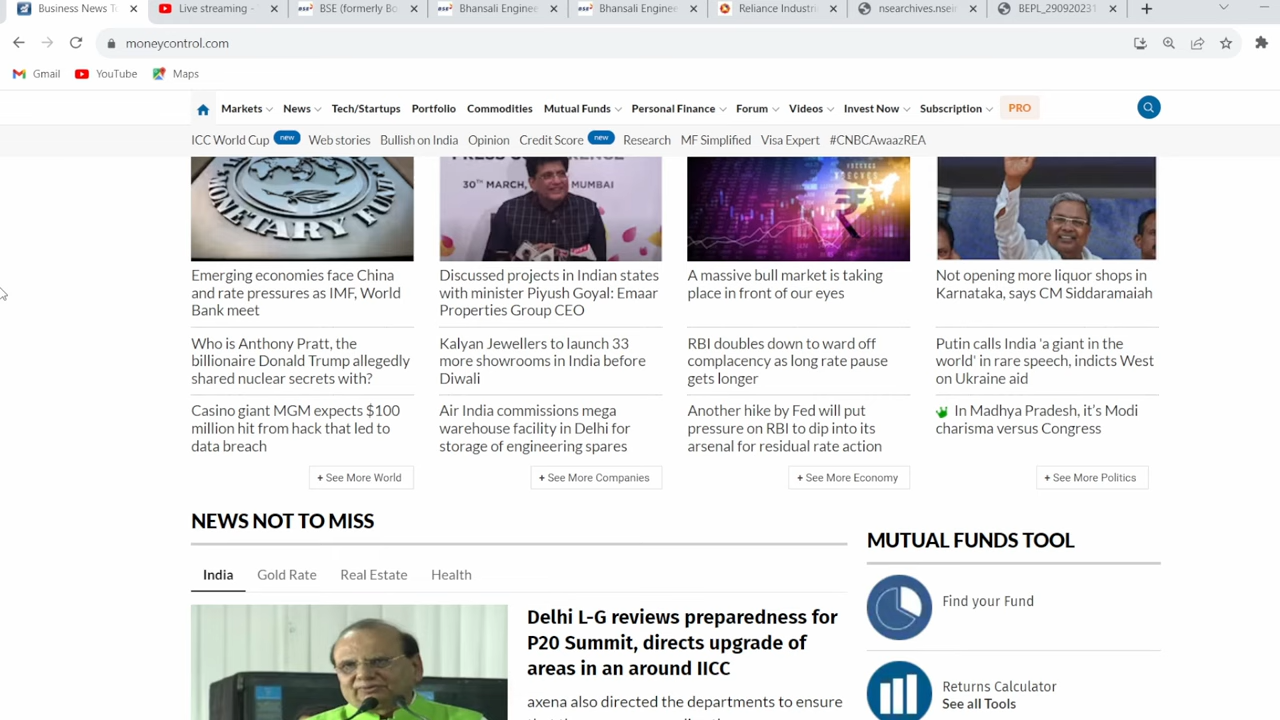 Business News T
Live streaming -
BSE (formerly Bo
Bhansali Enginee
Bhansali Enginee
Reliance Industri
nsearchives.nsein
BEPL_290920231
moneycontrol.com
Gmail
YouTube
Maps
Markets
News
Tech/Startups
Portfolio
Commodities
Mutual Funds
Personal Finance
Forum
Videos
Invest Now
Subscription
PRO
ICC World Cup new
Web stories
Bullish on India
Opinion
Credit Score new
Research
MF Simplified
Visa Expert
#CNBCAwaazREA
MONETARY FUN
30TH MARCH,
MUMBAI
Emerging economies face China
and rate pressures as IMF, World
Bank meet
Who is Anthony Pratt, the
billionaire Donald Trump allegedly
shared nuclear secrets with?
Casino giant MGM expects $100
million hit from hack that led to
data breach
+ See More World
Discussed projects in Indian states
with minister Piyush Goyal: Emaar
Properties Group CEO
Kalyan Jewellers to launch 33
more showrooms in India before
Diwali
Air India commissions mega
warehouse facility in Delhi for
storage of engineering spares
+ See More Companies
A massive bull market is taking
place in front of our eyes
RBI doubles down to ward off
complacency as long rate pause
gets longer
Another hike by Fed will put
pressure on RBI to dip into its
arsenal for residual rate action
+ See More Economy
Not opening more liquor shops in
Karnataka, says CM Siddaramaiah
Putin calls India 'a giant in the
world' in rare speech, indicts West
on Ukraine aid
In Madhya Pradesh, it's Modi
charisma versus Congress
+ See More Politics
NEWS NOT TO MISS
India
Gold Rate
Real Estate
Health
Delhi L-G reviews preparedness for
P20 Summit, directs upgrade of
areas in an around IICC
axena also directed the departments to ensure
MUTUAL FUNDS TOOL
Find your Fund
Returns Calculator
See all Tools